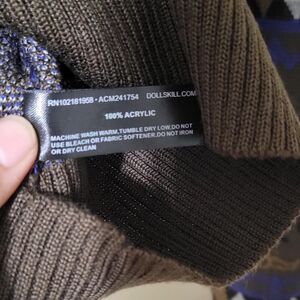 RN102181958 - ACM241754 DOLLSKILL.COM
100% ACRYLIC
MACHINE WASH WARM,TUMBLE DRY LOW,DO NOT
USE BLEACH OR FABRIC SOFTENER,DO NOT IRON
OR DRY CLEAN